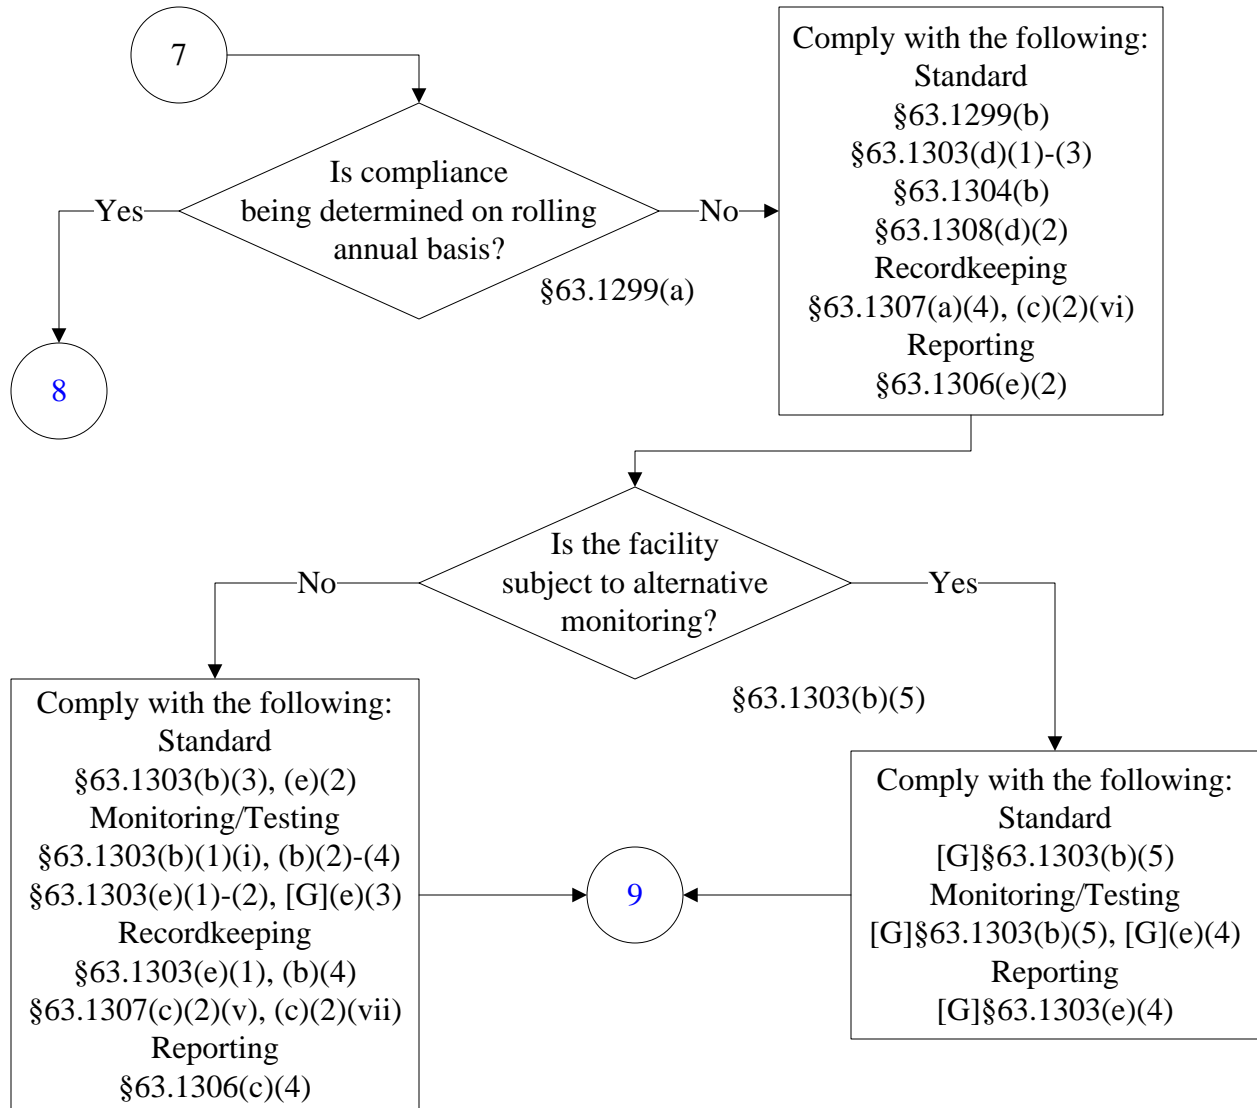 7
Is compliance
being determined on rolling
annual basis?
§63.1299(a)
Yes
No
8
Comply with the following:
Standard
§63.1299(b)
§63.1303(d)(1)-(3)
§63.1304(b)
§63.1308(d)(2)
Recordkeeping
§63.1307(a)(4), (c)(2)(vi)
Reporting
§63.1306(e)(2)
Is the facility
subject to alternative
monitoring?
§63.1303(b)(5)
No
Yes
Comply with the following:
Standard
§63.1303(b)(3), (e)(2)
Monitoring/Testing
§63.1303(b)(1)(i), (b)(2)-(4)
§63.1303(e)(1)-(2), [G](e)(3)
Recordkeeping
§63.1303(e)(1), (b)(4)
§63.1307(c)(2)(v), (c)(2)(vii)
Reporting
§63.1306(c)(4)
9
Comply with the following:
Standard
[G]§63.1303(b)(5)
Monitoring/Testing
[G]§63.1303(b)(5), [G](e)(4)
Reporting
[G]§63.1303(e)(4)